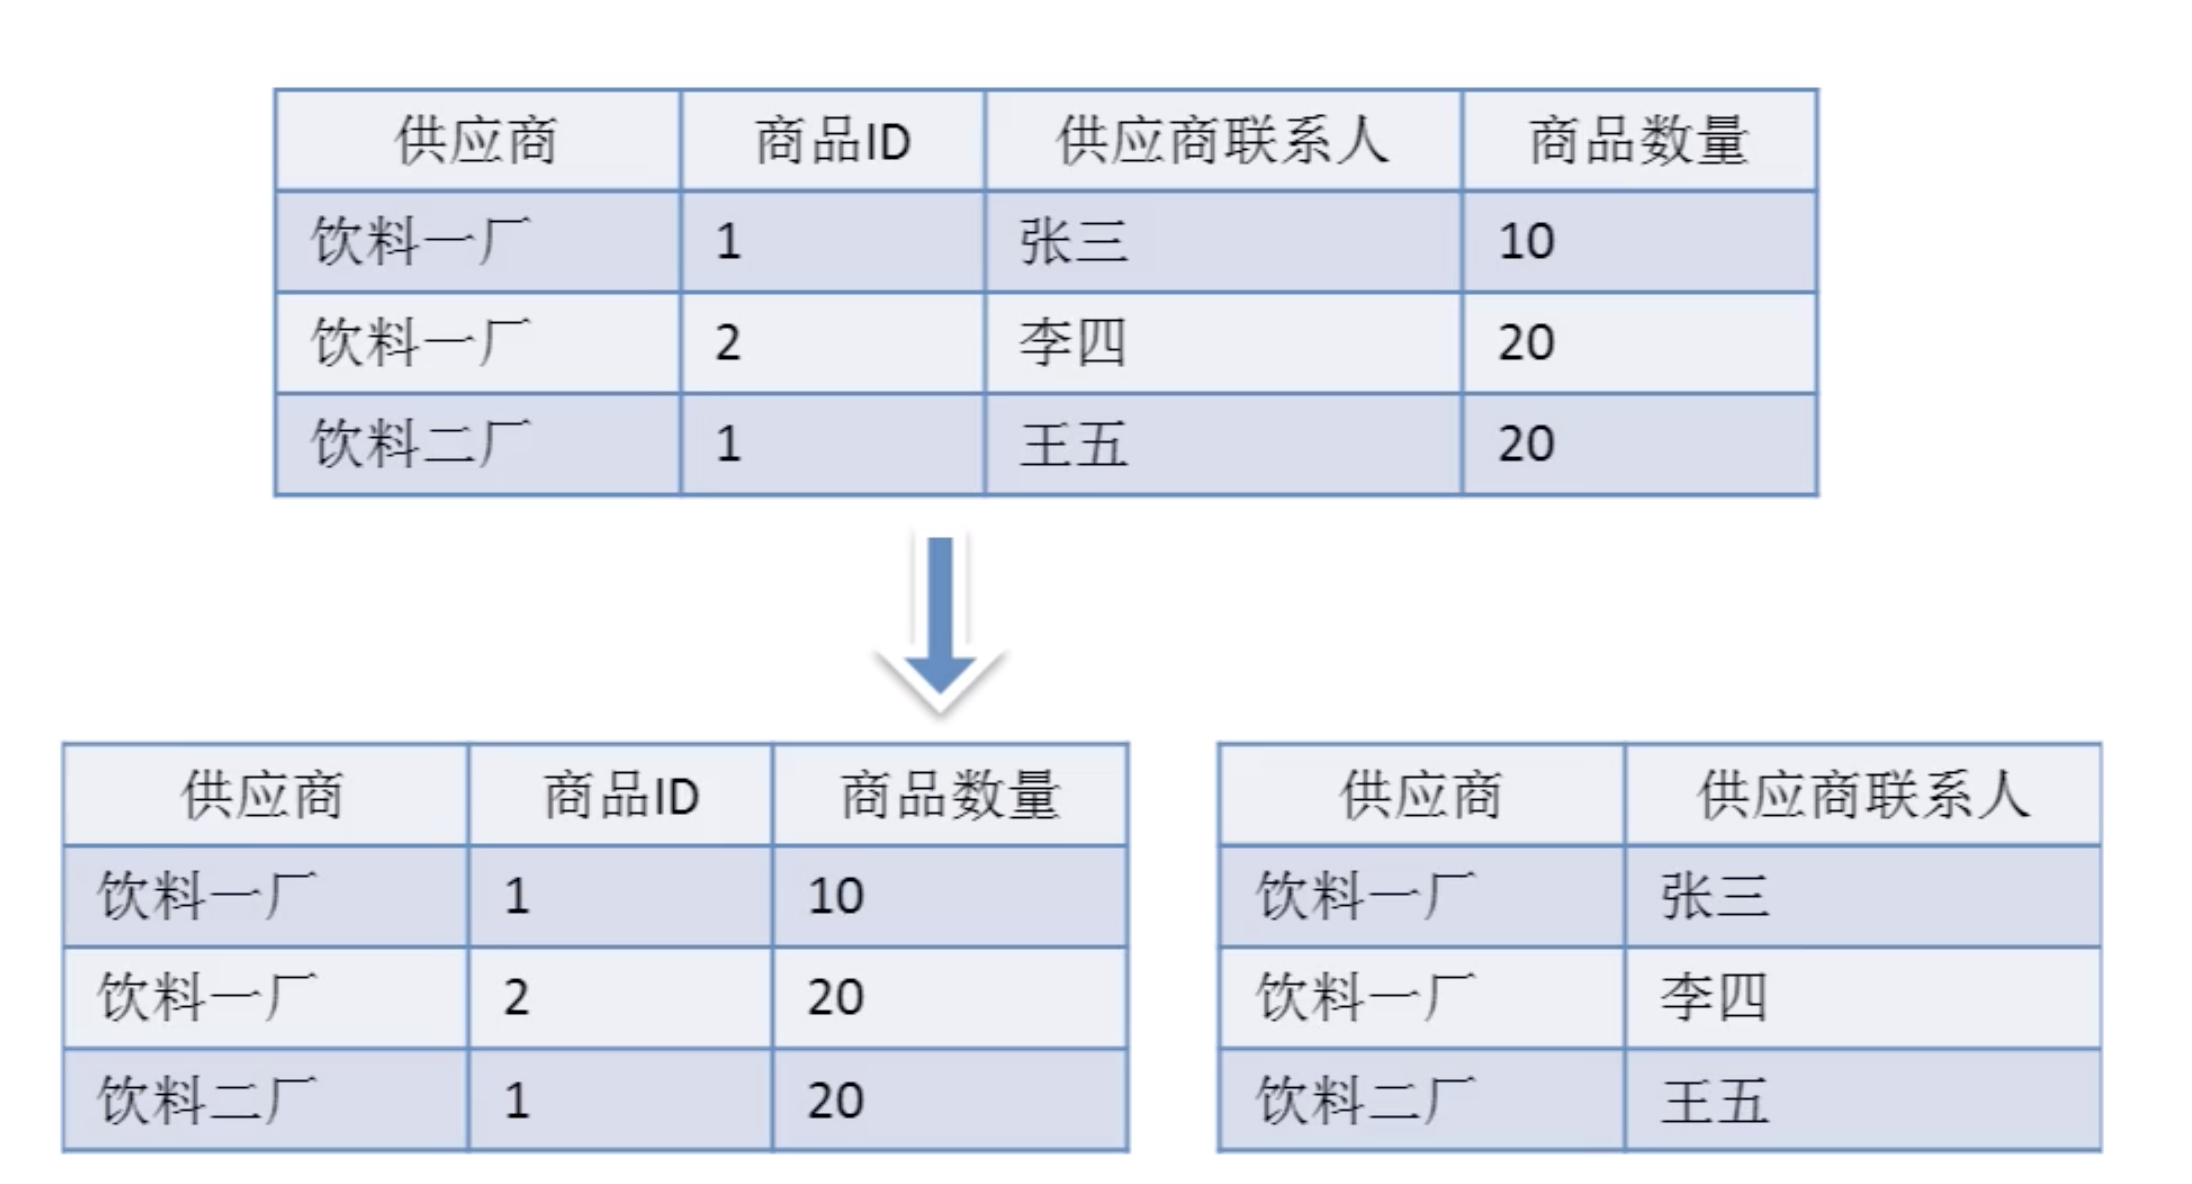 供应商 商品ID 供应商联系人 商品数量
饮料一厂 1 张三 10
饮料一厂 2 李四 20
饮料二厂 1 王五 20
供应商 商品ID 商品数量
饮料一厂 1 10
饮料一厂 2 20
饮料二厂 1 20
供应商 供应商联系人
饮料一厂 张三
饮料一厂 李四
饮料二厂 王五